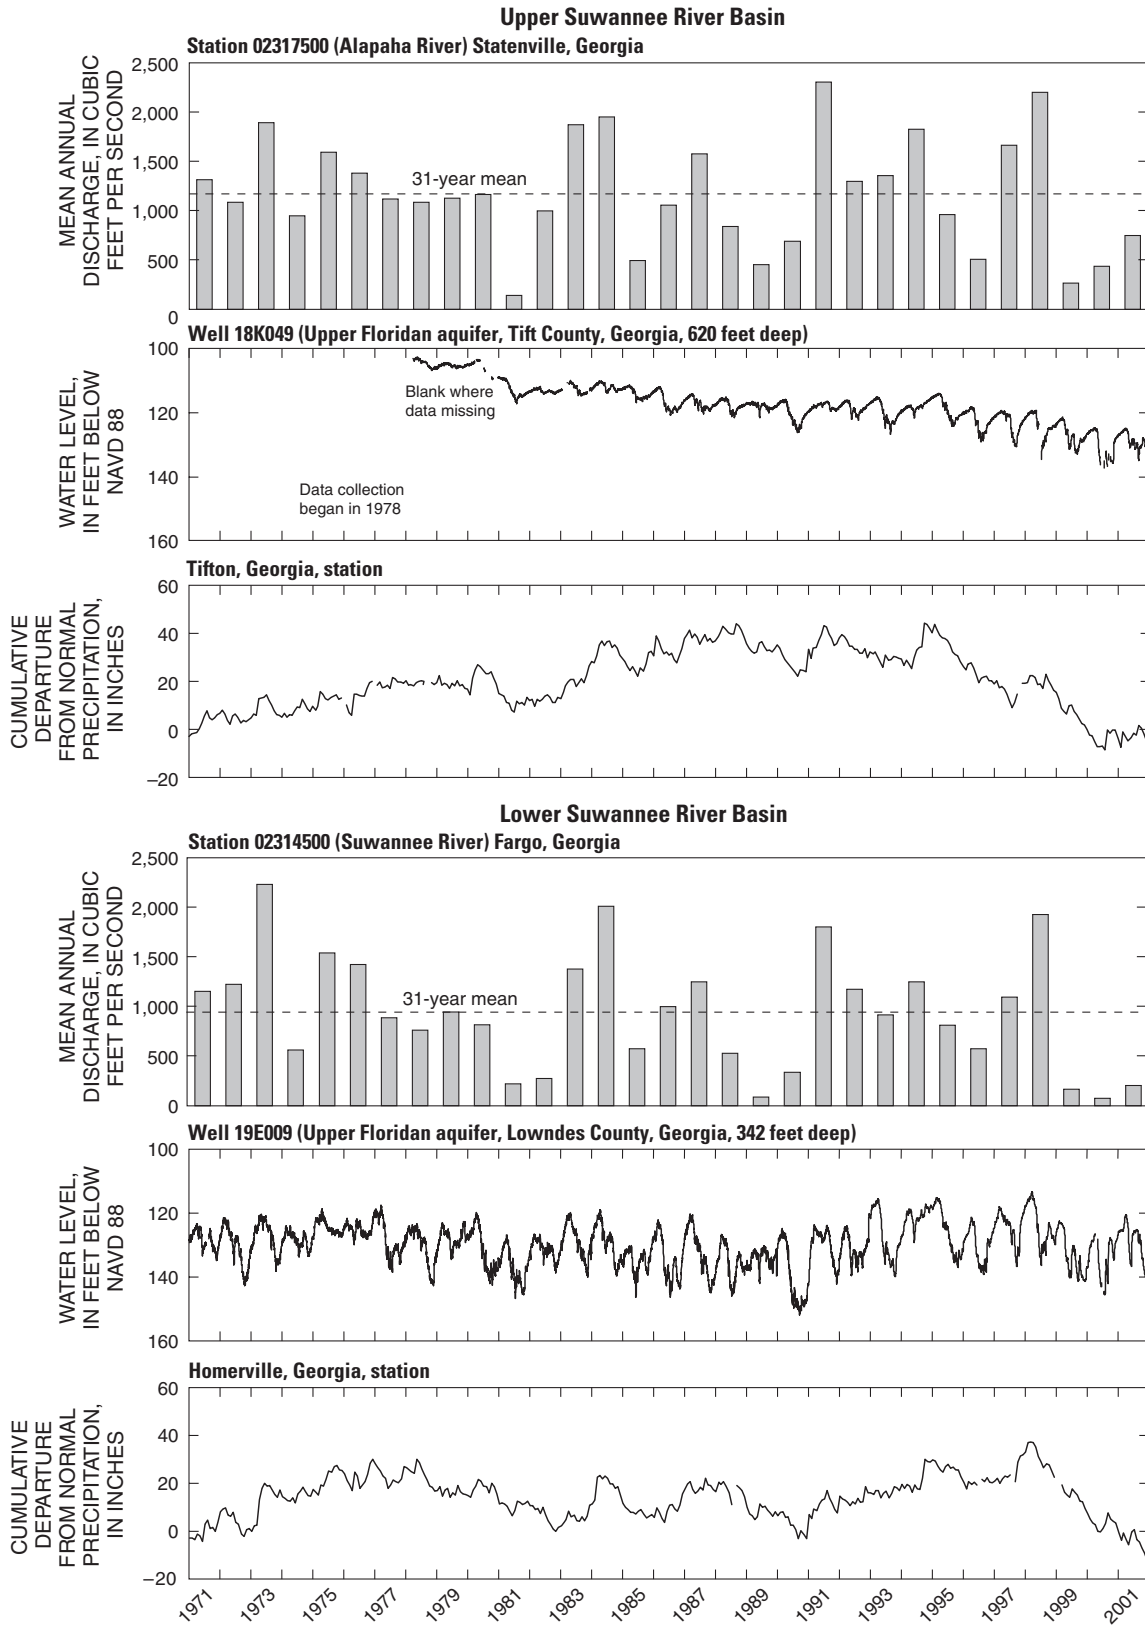 Upper Suwannee River Basin
Station 02317500 (Alapaha River) Statenville, Georgia
MEAN ANNUAL
DISCHARGE, IN CUBIC
FEET PER SECOND
2,500
2,000
1,500
1,000
500
0
31-year mean
Well 18K049 (Upper Floridan aquifer, Tift County, Georgia, 620 feet deep)
WATER LEVEL,
IN FEET BELOW
NAVD 88
100
120
140
160
Blank where
data missing
Data collection
began in 1978
Tifton, Georgia, station
CUMULATIVE
DEPARTURE
FROM NORMAL
PRECIPITATION,
IN INCHES
60
40
20
0
–20
Lower Suwannee River Basin
Station 02314500 (Suwannee River) Fargo, Georgia
MEAN ANNUAL
DISCHARGE, IN CUBIC
FEET PER SECOND
2,500
2,000
1,500
1,000
500
0
31-year mean
Well 19E009 (Upper Floridan aquifer, Lowndes County, Georgia, 342 feet deep)
WATER LEVEL,
IN FEET BELOW
NAVD 88
100
120
140
160
Homerville, Georgia, station
CUMULATIVE
DEPARTURE
FROM NORMAL
PRECIPITATION,
IN INCHES
60
40
20
0
–20
1971
1973
1975
1977
1979
1981
1983
1985
1987
1989
1991
1993
1995
1997
1999
2001